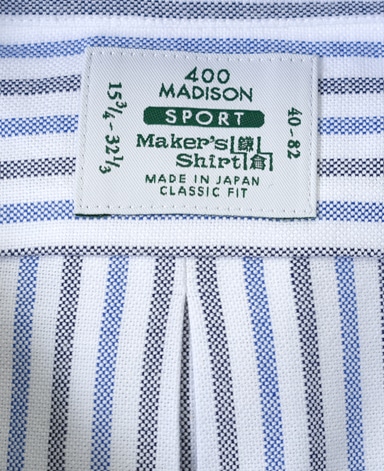 400
MADISON
SPORT
Maker's 鎌
Shirt 倉
MADE IN JAPAN
CLASSIC FIT
15¾-32⅓
40-82